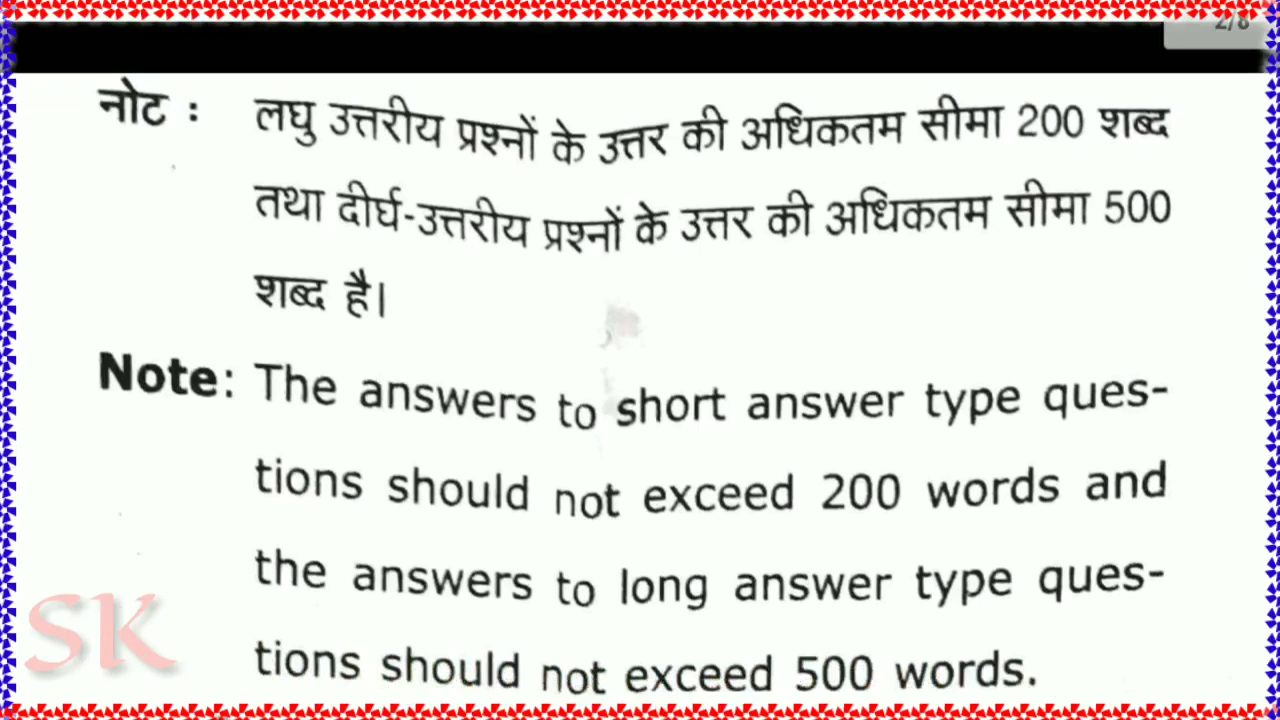 2/8
नोट : लघु उत्तरीय प्रश्नों के उत्तर की अधिकतम सीमा 200 शब्द
तथा दीर्घ-उत्तरीय प्रश्नों के उत्तर की अधिकतम सीमा 500
शब्द है।
Note: The answers to short answer type ques-
tions should not exceed 200 words and
the answers to long answer type ques-
tions should not exceed 500 words.
SK